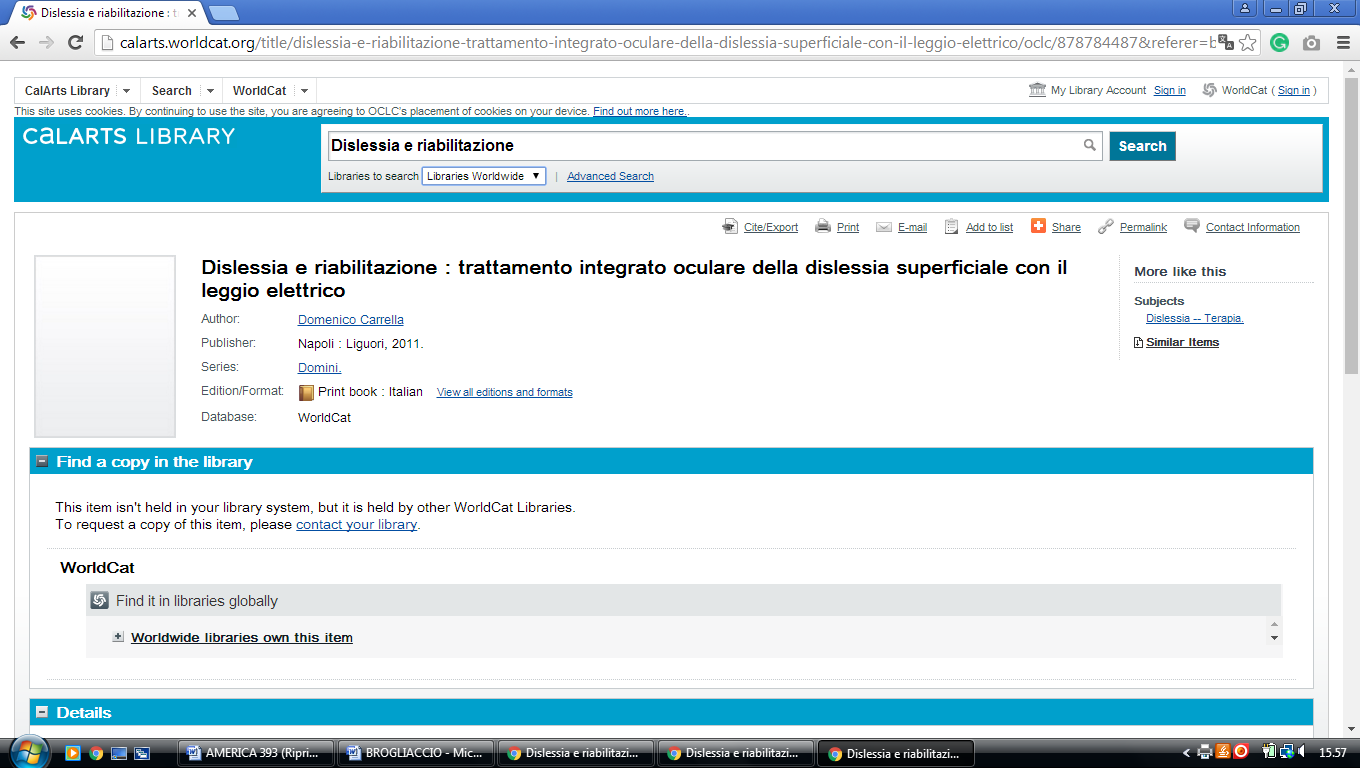 Dislessia e riabilitazione : t
calarts.worldcat.org/title/dislessia-e-riabilitazione-trattamento-integrato-oculare-della-dislessia-superficiale-con-il-leggio-elettrico/oclc/878784487&referer=b
CalArts Library Search WorldCat My Library Account Sign in WorldCat ( Sign in )
This site uses cookies. By continuing to use the site, you are agreeing to OCLC's placement of cookies on your device. Find out more here..
CalARTS LIBRARY
Dislessia e riabilitazione Search
Libraries to search Libraries Worldwide | Advanced Search
Cite/Export Print E-mail Add to list Share Permalink Contact Information
Dislessia e riabilitazione : trattamento integrato oculare della dislessia superficiale con il
leggio elettrico
Author: Domenico Carrella
Publisher: Napoli : Liguori, 2011.
Series: Domini.
Edition/Format: Print book : Italian View all editions and formats
Database: WorldCat
More like this
Subjects
Dislessia -- Terapia.
Similar Items
Find a copy in the library
This item isn't held in your library system, but it is held by other WorldCat Libraries.
To request a copy of this item, please contact your library.
WorldCat
Find it in libraries globally
Worldwide libraries own this item
Details
AMERICA 393 (Ripri... BROGLIACCIO - Mic... Dislessia e riabilitazi... Dislessia e riabilitazi... Dislessia e riabilitazi... 15.57